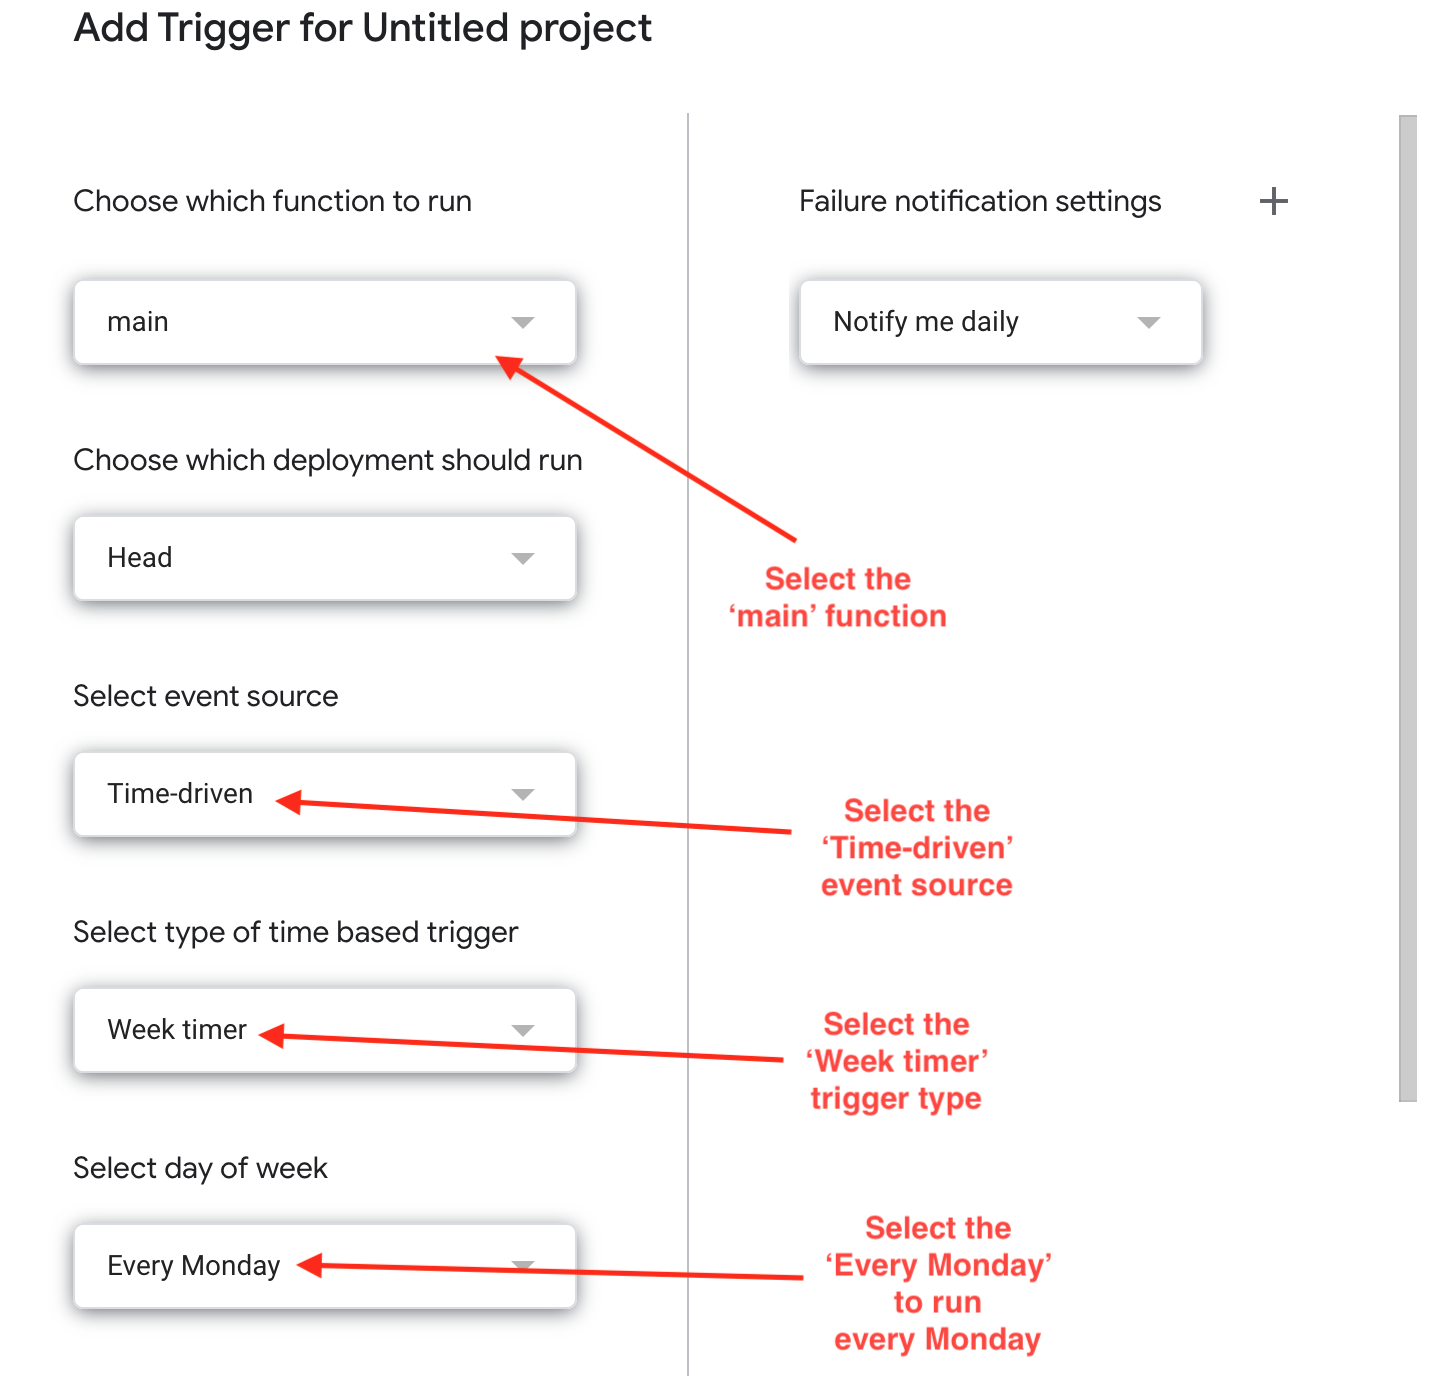 Add Trigger for Untitled project
Choose which function to run
main
Choose which deployment should run
Head
Select event source
Time-driven
Select type of time based trigger
Week timer
Select day of week
Every Monday
Failure notification settings
Notify me daily
Select the
‘main’ function
Select the
‘Time-driven’
event source
Select the
‘Week timer’
trigger type
Select the
‘Every Monday’
to run
every Monday